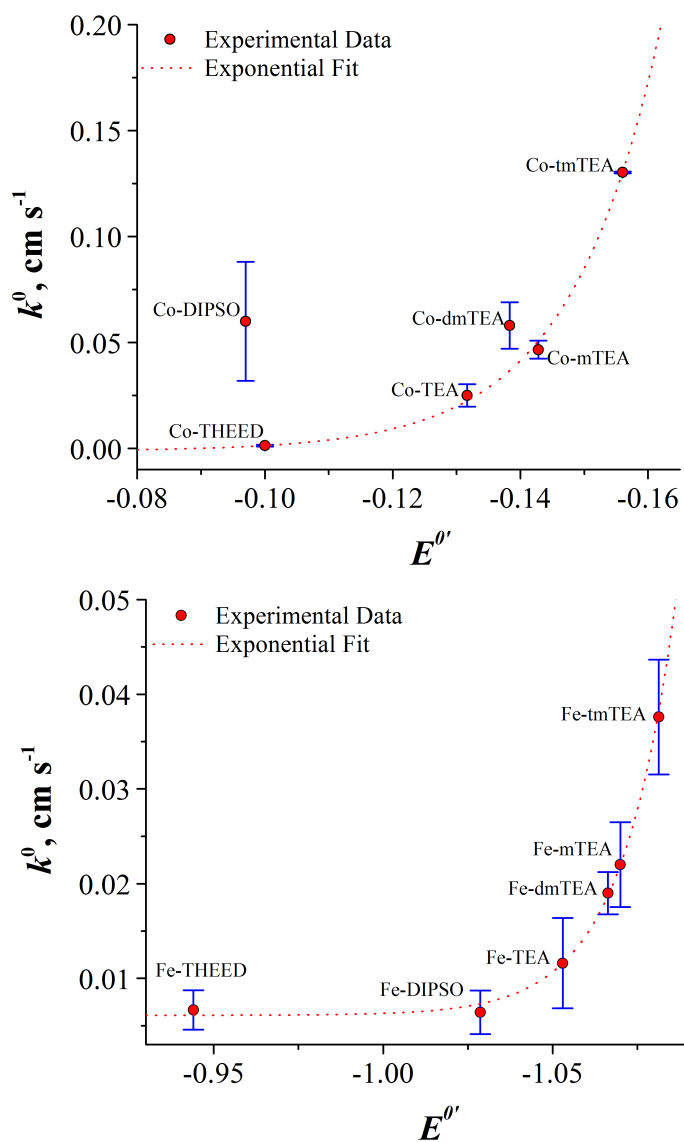 0.20
Experimental Data
Exponential Fit
0.15
Co-tmTEA
k⁰, cm s⁻¹
0.10
Co-DIPSO
Co-dmTEA
0.05
Co-mTEA
Co-TEA
Co-THEED
0.00
-0.08 -0.10 -0.12 -0.14 -0.16
E⁰′
0.05
Experimental Data
Exponential Fit
0.04
Fe-tmTEA
0.03
k⁰, cm s⁻¹
Fe-mTEA
0.02
Fe-dmTEA
Fe-TEA
Fe-THEED
Fe-DIPSO
0.01
-0.95 -1.00 -1.05
E⁰′